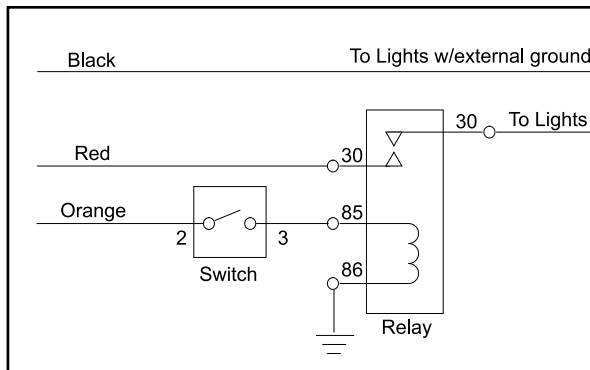 Black
To Lights w/external ground
30
To Lights
Red
30
Orange
85
2
3
Switch
86
Relay